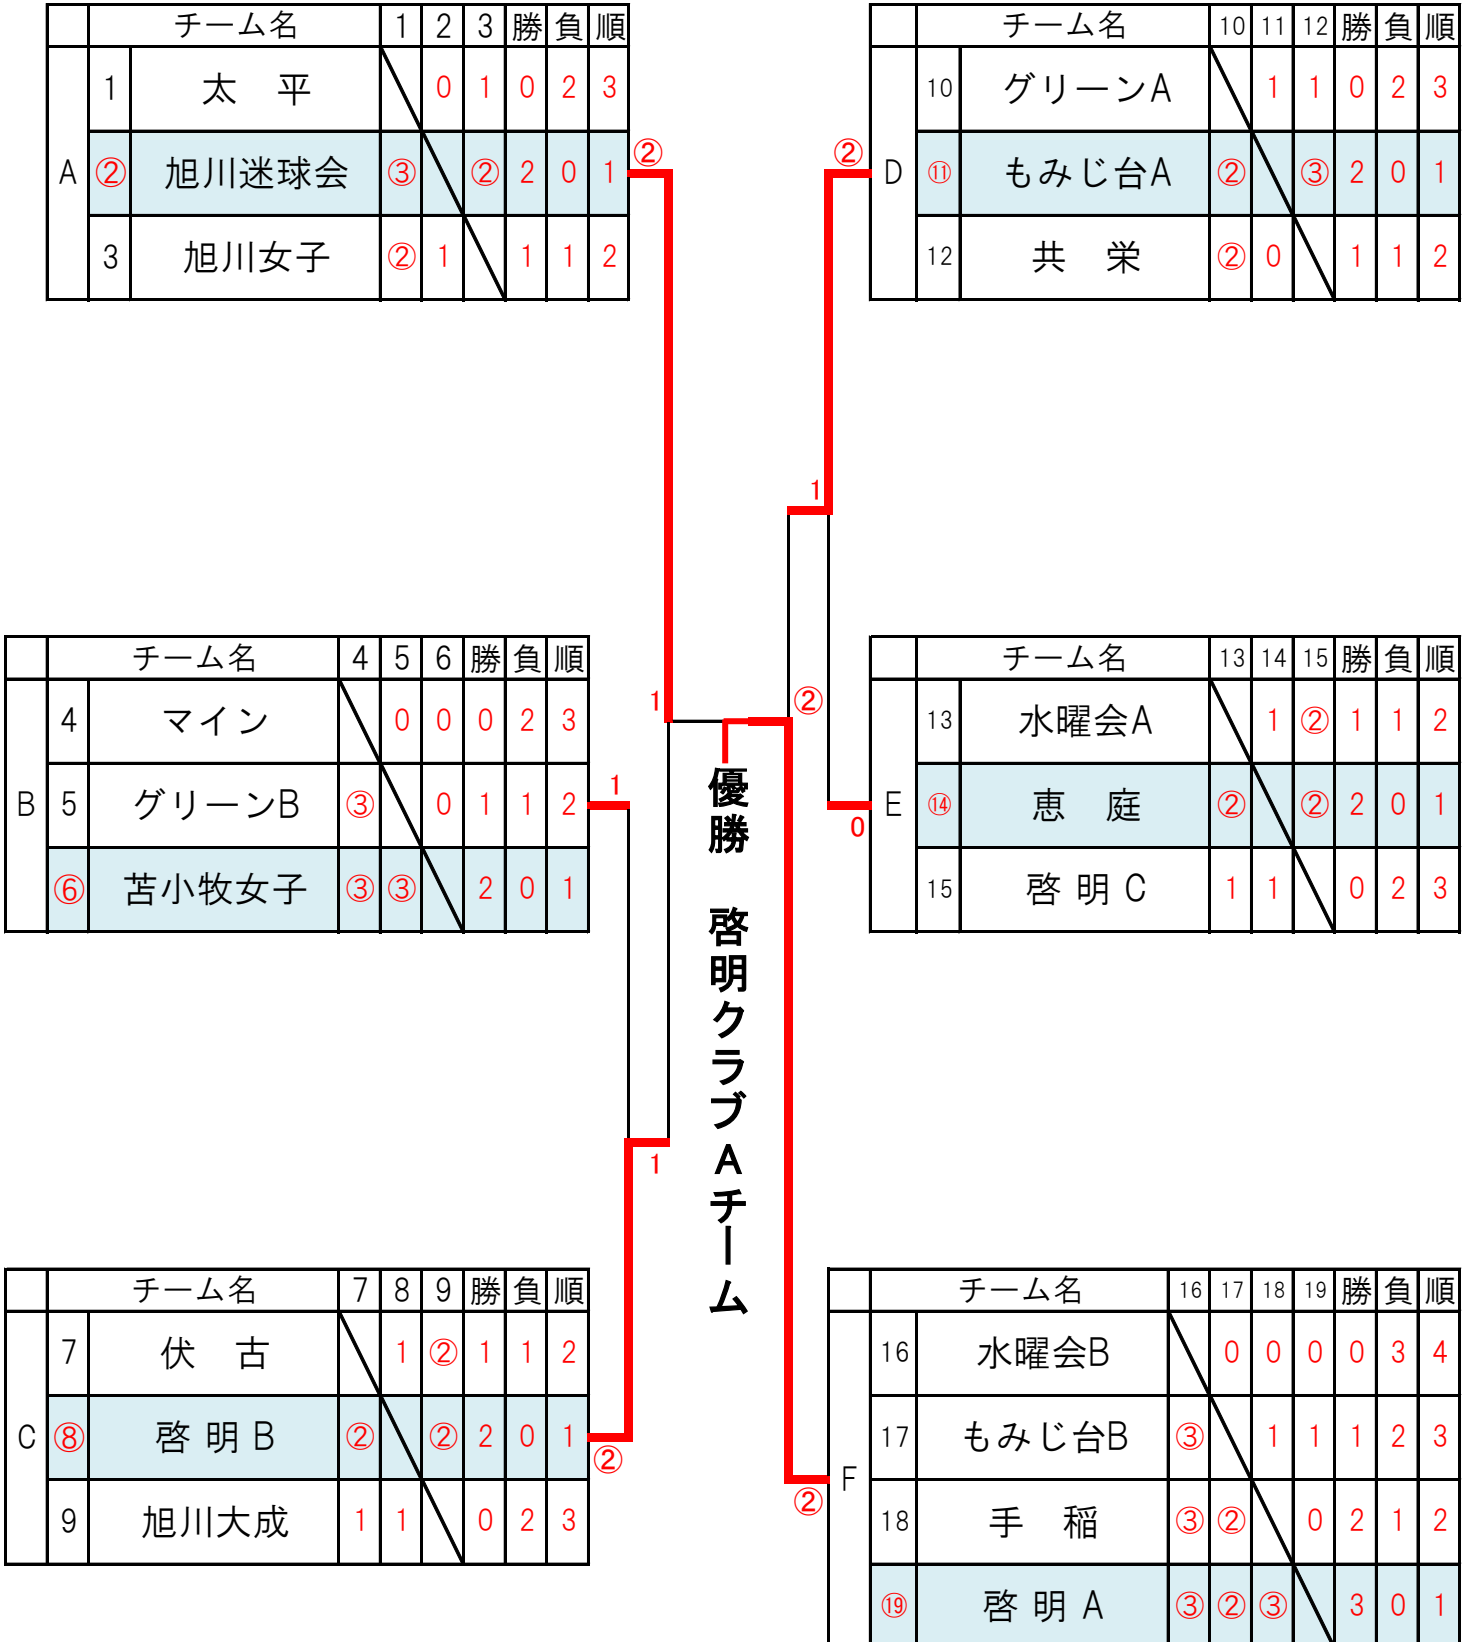 チーム名 1 2 3 勝 負 順
A
1 太 平 0 1 0 2 3
② 旭川迷球会 ③ ② 2 0 1
3 旭川女子 ② 1 1 1 2
②
チーム名 10 11 12 勝 負 順
D
10 グリーンA 1 1 0 2 3
⑪ もみじ台A ② ③ 2 0 1
12 共 栄 ② 0 1 1 2
②
1
チーム名 4 5 6 勝 負 順
B
4 マイン 0 0 0 2 3
5 グリーンB ③ 0 1 1 2
⑥ 苫小牧女子 ③ ③ 2 0 1
1
1
②
チーム名 13 14 15 勝 負 順
E
13 水曜会A 1 ② 1 1 2
⑭ 恵 庭 ② ② 2 0 1
15 啓 明 C 1 1 0 2 3
0
優勝 啓明クラブAチーム
1
チーム名 7 8 9 勝 負 順
C
7 伏 古 1 ② 1 1 2
⑧ 啓 明 B ② ② 2 0 1
9 旭川大成 1 1 0 2 3
②
チーム名 16 17 18 19 勝 負 順
F
16 水曜会B 0 0 0 0 3 4
17 もみじ台B ③ 1 1 1 2 3
18 手 稲 ③ ② 0 2 1 2
⑲ 啓 明 A ③ ② ③ 3 0 1
②